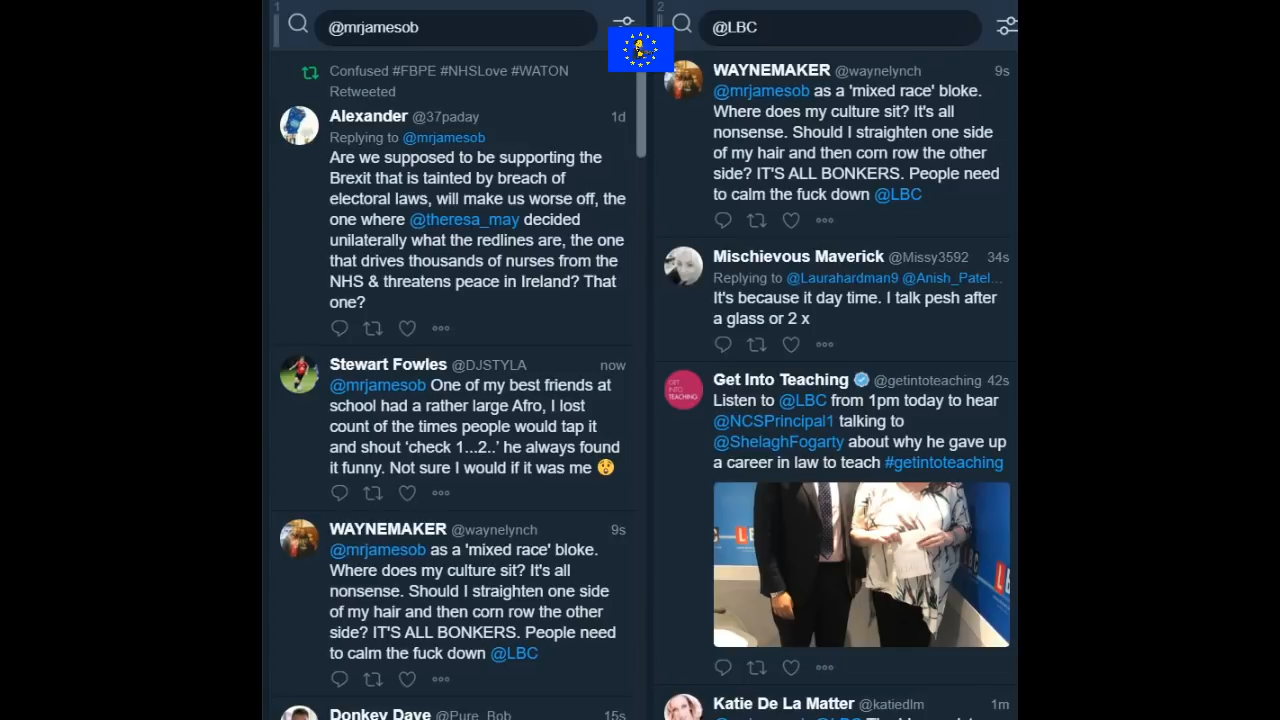 1
@mrjamesob
Confused #FBPE #NHSLove #WATON
Retweeted
Alexander @37paday 1d
Replying to @mrjamesob
Are we supposed to be supporting the
Brexit that is tainted by breach of
electoral laws, will make us worse off, the
one where @theresa_may decided
unilaterally what the redlines are, the one
that drives thousands of nurses from the
NHS & threatens peace in Ireland? That
one?
Stewart Fowles @DJSTYLA now
@mrjamesob One of my best friends at
school had a rather large Afro, I lost
count of the times people would tap it
and shout ‘check 1...2..’ he always found
it funny. Not sure I would if it was me 😲
WAYNEMAKER @waynelynch 9s
@mrjamesob as a 'mixed race' bloke.
Where does my culture sit? It's all
nonsense. Should I straighten one side
of my hair and then corn row the other
side? IT'S ALL BONKERS. People need
to calm the fuck down @LBC
Donkey Dave @Pure_Bob 15s
2
@LBC
WAYNEMAKER @waynelynch 9s
@mrjamesob as a 'mixed race' bloke.
Where does my culture sit? It's all
nonsense. Should I straighten one side
of my hair and then corn row the other
side? IT'S ALL BONKERS. People need
to calm the fuck down @LBC
Mischievous Maverick @Missy3592 34s
Replying to @Laurahardman9 @Anish_Patel...
It's because it day time. I talk pesh after
a glass or 2 x
Get Into Teaching @getintoteaching 42s
GET
INTO
TEACHING
Listen to @LBC from 1pm today to hear
@NCSPrincipal1 talking to
@ShelaghFogarty about why he gave up
a career in law to teach #getintoteaching
Katie De La Matter @katiedlm 1m